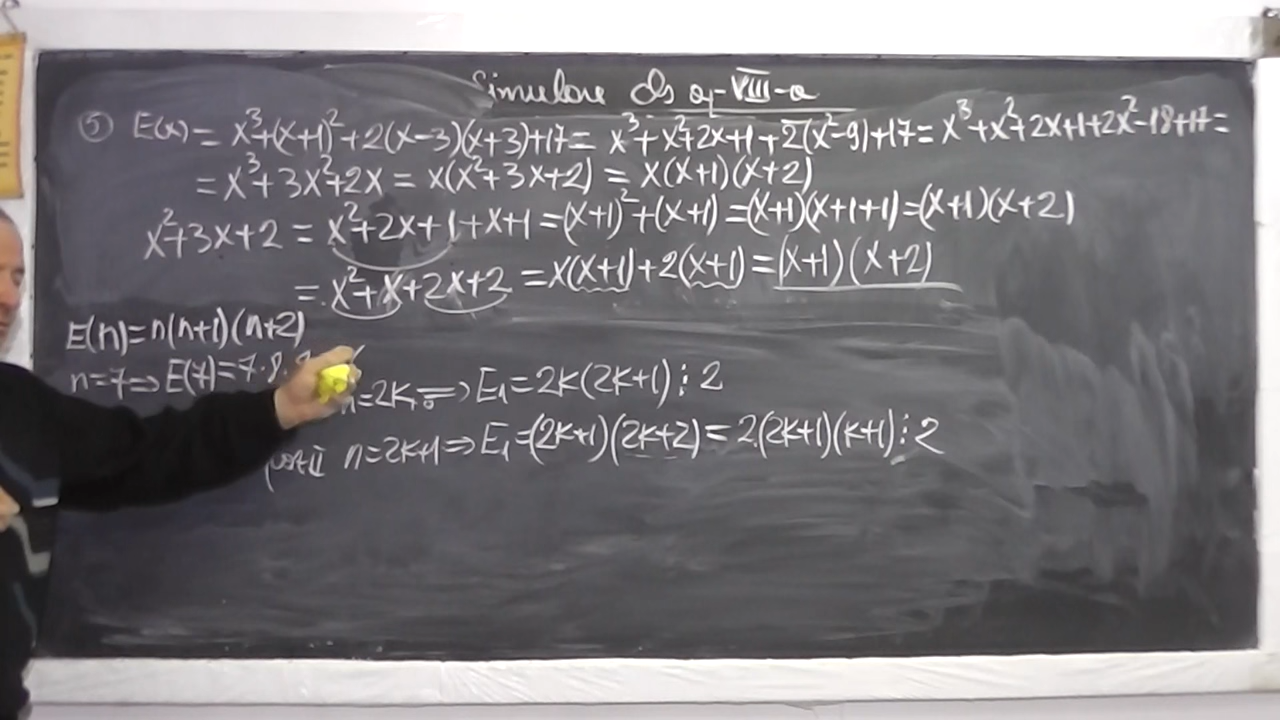 Simulare cls a-VIII-a
⑤ E(x) = x³+(x+1)²+2(x-3)(x+3)+17 = x³+x²+2x+1+2(x²-9)+17 = x³+x²+2x+1+2x²-18+17 =
= x³+3x²+2x = x(x²+3x+2) = x(x+1)(x+2)
x²+3x+2 = x²+2x+1+x+1 = (x+1)²+(x+1) = (x+1)(x+1+1) = (x+1)(x+2)
= x²+x+2x+2 = x(x+1)+2(x+1) = (x+1)(x+2)
E(n) = n(n+1)(n+2)
n=7 ⇒ E(7) = 7·8·
n=2k ⇒ E₁ = 2k(2k+1) ⋮ 2
n=2k+1 ⇒ E₁ = (2k+1)(2k+2) = 2(2k+1)(k+1) ⋮ 2